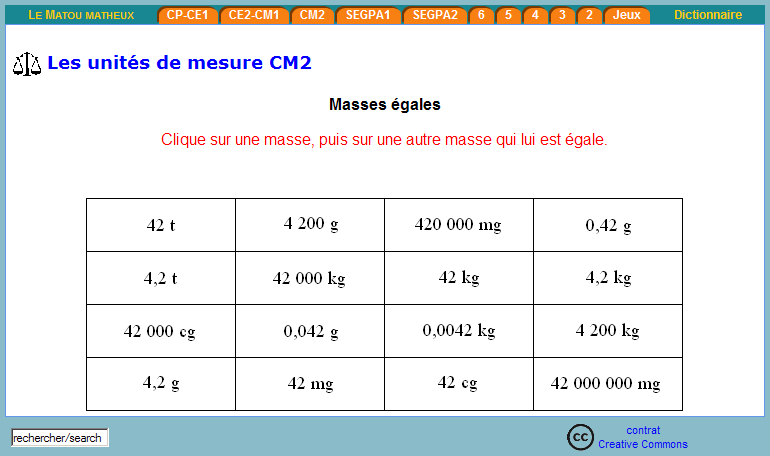 LE MATOU MATHEUX CP-CE1 CE2-CM1 CM2 SEGPA1 SEGPA2 6 5 4 3 2 Jeux Dictionnaire
Les unités de mesure CM2
Masses égales
Clique sur une masse, puis sur une autre masse qui lui est égale.
42 t 4 200 g 420 000 mg 0,42 g
4,2 t 42 000 kg 42 kg 4,2 kg
42 000 cg 0,042 g 0,0042 kg 4 200 kg
4,2 g 42 mg 42 cg 42 000 000 mg
rechercher/search cc contrat
Creative Commons